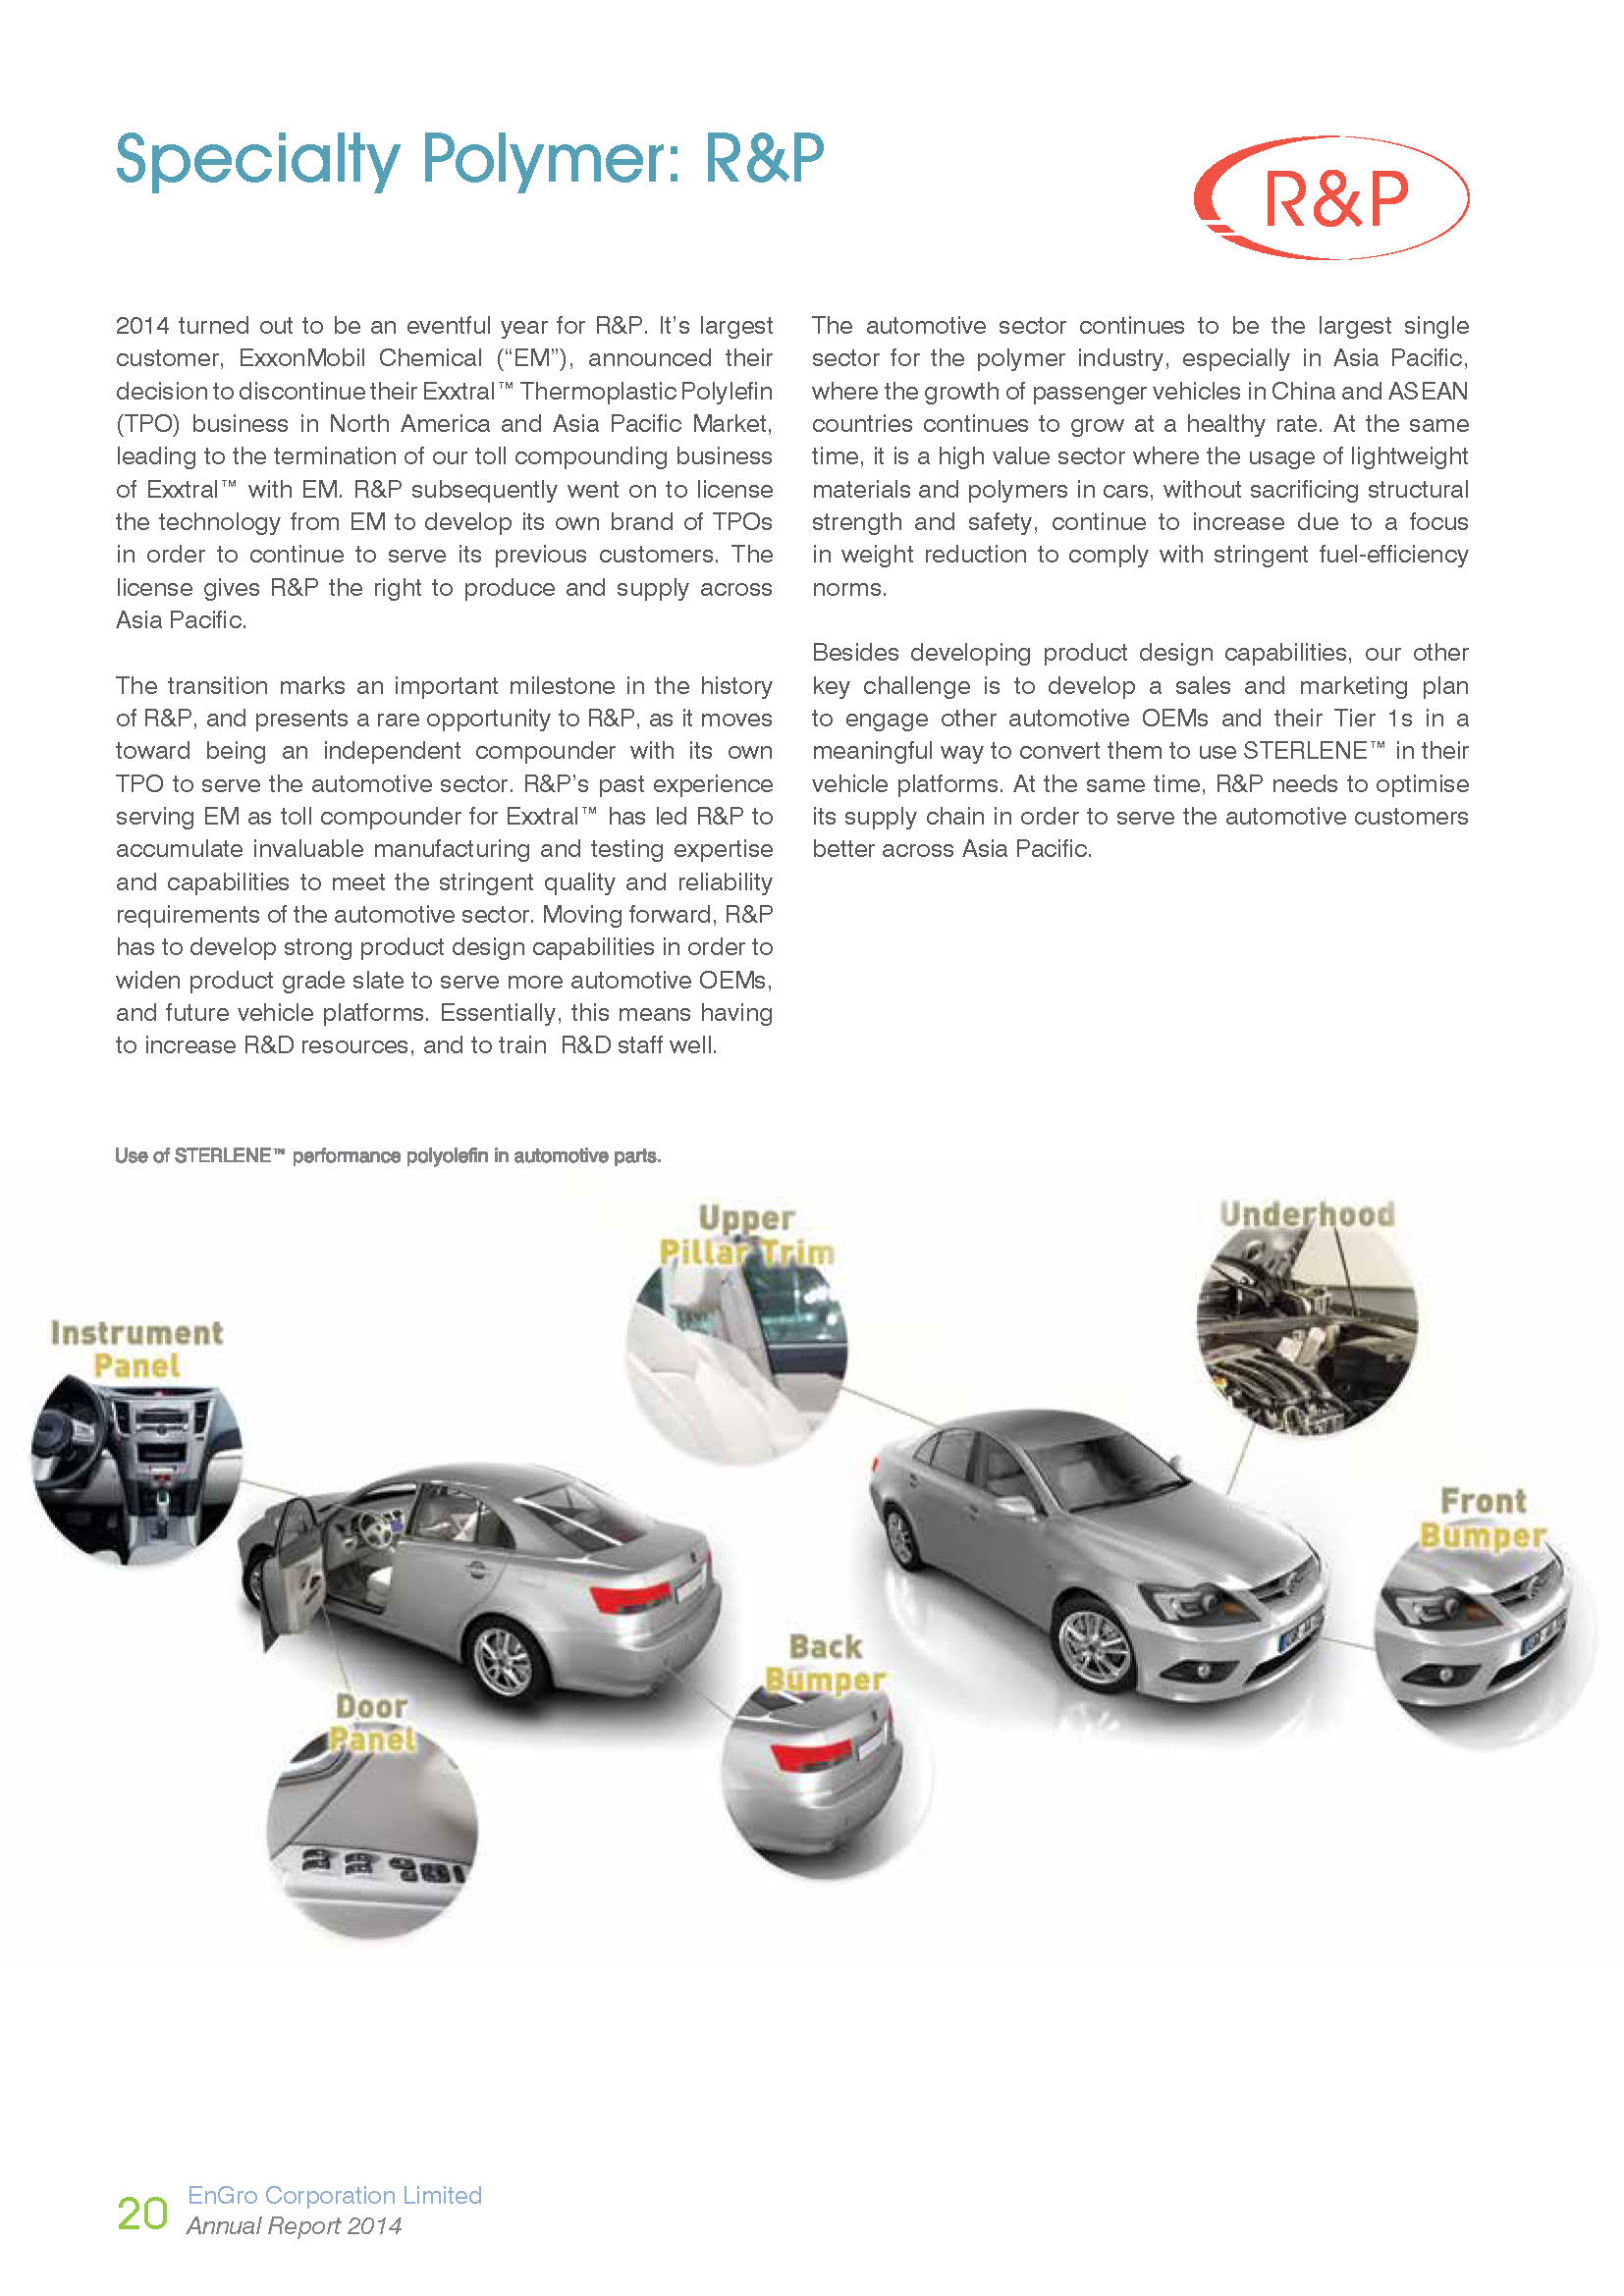 Specialty Polymer: R&P
R&P
2014 turned out to be an eventful year for R&P. It's largest
customer, ExxonMobil Chemical (“EM”), announced their
decision to discontinue their Exxtral™ Thermoplastic Polylefin
(TPO) business in North America and Asia Pacific Market,
leading to the termination of our toll compounding business
of Exxtral™ with EM. R&P subsequently went on to license
the technology from EM to develop its own brand of TPOs
in order to continue to serve its previous customers. The
license gives R&P the right to produce and supply across
Asia Pacific.
The transition marks an important milestone in the history
of R&P, and presents a rare opportunity to R&P, as it moves
toward being an independent compounder with its own
TPO to serve the automotive sector. R&P's past experience
serving EM as toll compounder for Exxtral™ has led R&P to
accumulate invaluable manufacturing and testing expertise
and capabilities to meet the stringent quality and reliability
requirements of the automotive sector. Moving forward, R&P
has to develop strong product design capabilities in order to
widen product grade slate to serve more automotive OEMs,
and future vehicle platforms. Essentially, this means having
to increase R&D resources, and to train R&D staff well.
The automotive sector continues to be the largest single
sector for the polymer industry, especially in Asia Pacific,
where the growth of passenger vehicles in China and ASEAN
countries continues to grow at a healthy rate. At the same
time, it is a high value sector where the usage of lightweight
materials and polymers in cars, without sacrificing structural
strength and safety, continue to increase due to a focus
in weight reduction to comply with stringent fuel-efficiency
norms.
Besides developing product design capabilities, our other
key challenge is to develop a sales and marketing plan
to engage other automotive OEMs and their Tier 1s in a
meaningful way to convert them to use STERLENE™ in their
vehicle platforms. At the same time, R&P needs to optimise
its supply chain in order to serve the automotive customers
better across Asia Pacific.
Use of STERLENE™ performance polyolefin in automotive parts.
Upper
Pillar Trim
Underhood
Instrument
Panel
Front
Bumper
Back
Bumper
Door
Panel
20
EnGro Corporation Limited
Annual Report 2014